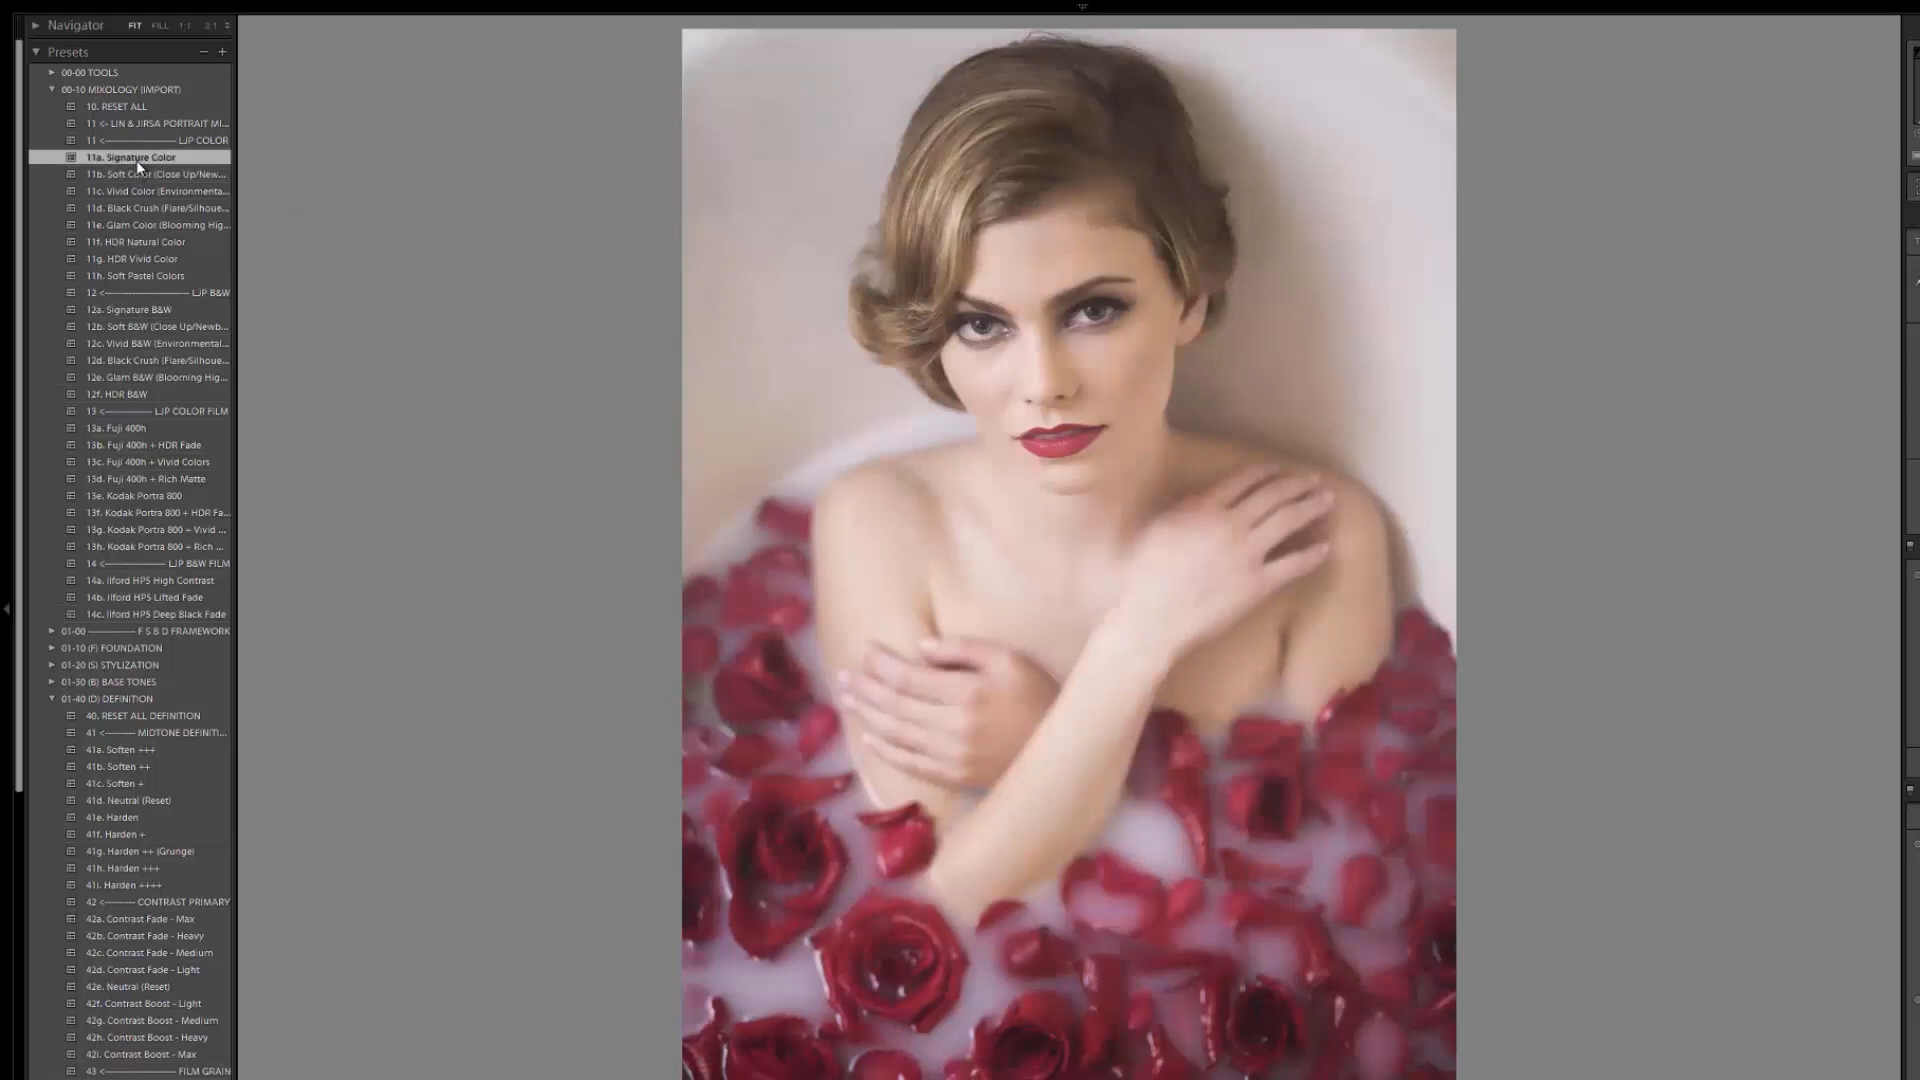 Navigator FIT FILL 1:1 2:1
Presets
00-00 TOOLS
00-10 MIXOLOGY (IMPORT)
10. RESET ALL
11 <- LIN & JIRSA PORTRAIT MI...
11 <-------------------- LJP COLOR
11a. Signature Color
11b. Soft Color (Close Up/New...
11c. Vivid Color (Environmenta...
11d. Black Crush (Flare/Silhoue...
11e. Glam Color (Blooming Hig...
11f. HDR Natural Color
11g. HDR Vivid Color
11h. Soft Pastel Colors
12 <------------------------ LJP B&W
12a. Signature B&W
12b. Soft B&W (Close Up/Newb...
12c. Vivid B&W (Environmental...
12d. Black Crush (Flare/Silhoue...
12e. Glam B&W (Blooming Hig...
12f. HDR B&W
13 <-------------- LJP COLOR FILM
13a. Fuji 400h
13b. Fuji 400h + HDR Fade
13c. Fuji 400h + Vivid Colors
13d. Fuji 400h + Rich Matte
13e. Kodak Portra 800
13f. Kodak Portra 800 + HDR Fa...
13g. Kodak Portra 800 + Vivid ...
13h. Kodak Portra 800 + Rich ...
14 <----------------- LJP B&W FILM
14a. Ilford HP5 High Contrast
14b. Ilford HP5 Lifted Fade
14c. Ilford HP5 Deep Black Fade
01-00 -------------- F S B D FRAMEWORK
01-10 (F) FOUNDATION
01-20 (S) STYLIZATION
01-30 (B) BASE TONES
01-40 (D) DEFINITION
40. RESET ALL DEFINITION
41 <--------- MIDTONE DEFINITI...
41a. Soften +++
41b. Soften ++
41c. Soften +
41d. Neutral (Reset)
41e. Harden
41f. Harden +
41g. Harden ++ (Grunge)
41h. Harden +++
41i. Harden ++++
42 <--------- CONTRAST PRIMARY
42a. Contrast Fade - Max
42b. Contrast Fade - Heavy
42c. Contrast Fade - Medium
42d. Contrast Fade - Light
42e. Neutral (Reset)
42f. Contrast Boost - Light
42g. Contrast Boost - Medium
42h. Contrast Boost - Heavy
42i. Contrast Boost - Max
43 <-------------------- FILM GRAIN